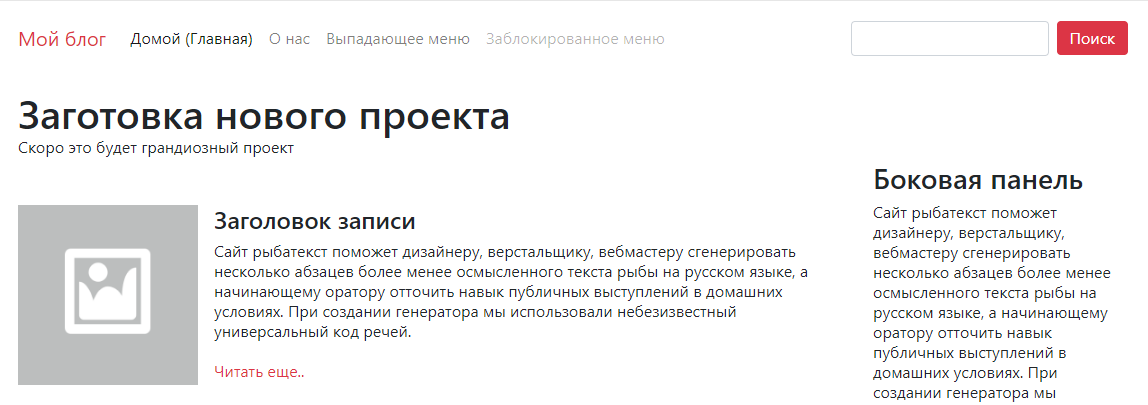 Мой блог Домой (Главная) О нас Выпадающее меню Заблокированное меню Поиск
Заготовка нового проекта
Скоро это будет грандиозный проект
Заголовок записи
Сайт рыбатекст поможет дизайнеру, верстальщику, вебмастеру сгенерировать
несколько абзацев более менее осмысленного текста рыбы на русском языке, а
начинающему оратору отточить навык публичных выступлений в домашних
условиях. При создании генератора мы использовали небезизвестный
универсальный код речей.
Читать еще..
Боковая панель
Сайт рыбатекст поможет
дизайнеру, верстальщику,
вебмастеру сгенерировать
несколько абзацев более менее
осмысленного текста рыбы на
русском языке, а начинающему
оратору отточить навык
публичных выступлений в
домашних условиях. При
создании генератора мы